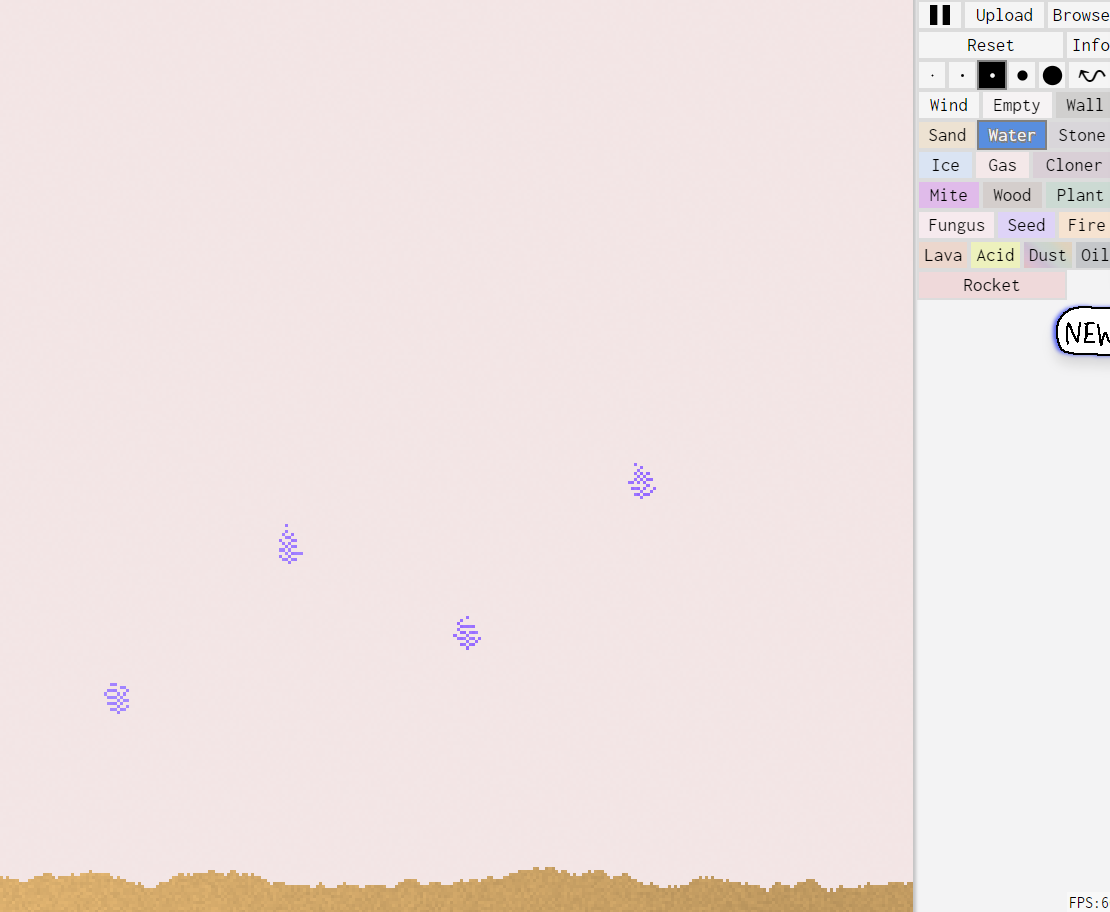 Upload Browse
Reset Info
Wind Empty Wall
Sand Water Stone
Ice Gas Cloner
Mite Wood Plant
Fungus Seed Fire
Lava Acid Dust Oil
Rocket
NEW
FPS:6